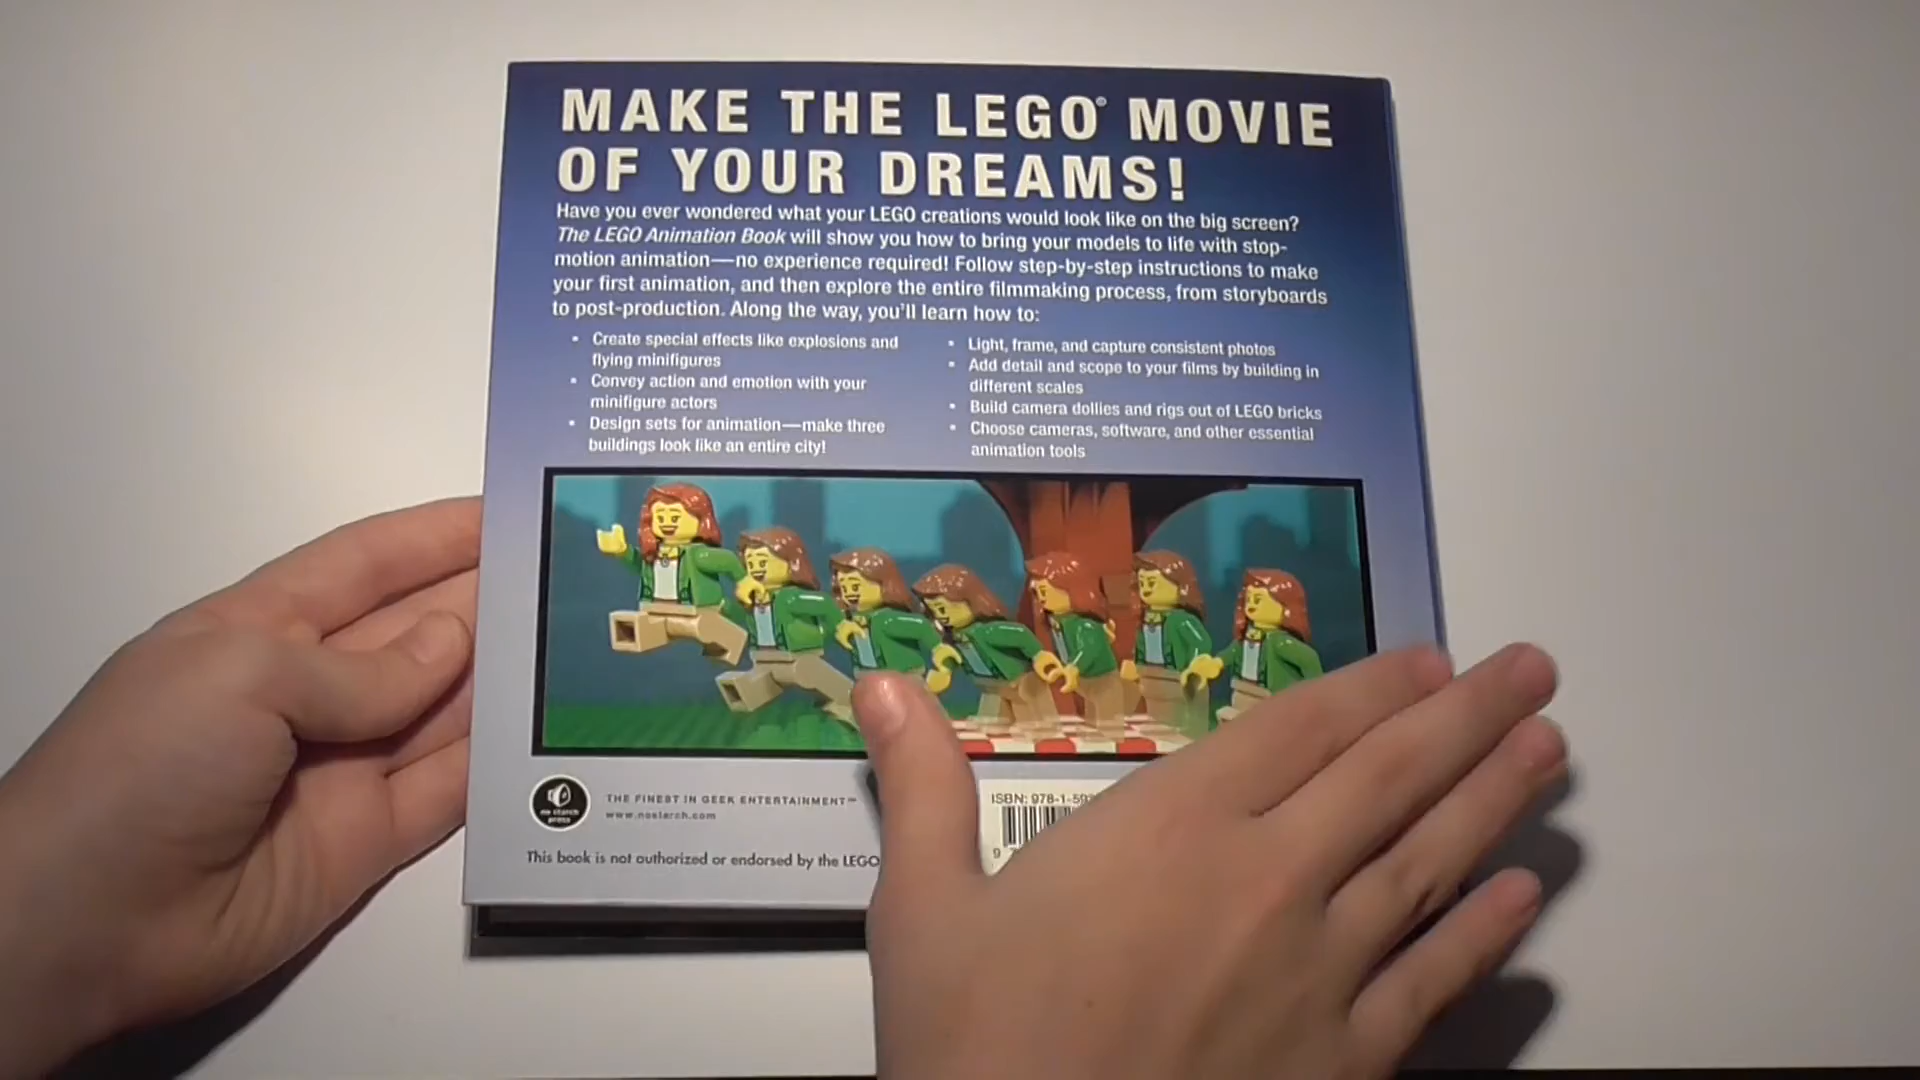 MAKE THE LEGO® MOVIE
OF YOUR DREAMS!
Have you ever wondered what your LEGO creations would look like on the big screen?
The LEGO Animation Book will show you how to bring your models to life with stop-
motion animation—no experience required! Follow step-by-step instructions to make
your first animation, and then explore the entire filmmaking process, from storyboards
to post-production. Along the way, you'll learn how to:
• Create special effects like explosions and
flying minifigures
• Convey action and emotion with your
minifigure actors
• Design sets for animation—make three
buildings look like an entire city!
• Light, frame, and capture consistent photos
• Add detail and scope to your films by building in
different scales
• Build camera dollies and rigs out of LEGO bricks
• Choose cameras, software, and other essential
animation tools
no starch
press
THE FINEST IN GEEK ENTERTAINMENT™
www.nostarch.com
This book is not authorized or endorsed by the LEGO
ISBN: 978-1-59
9